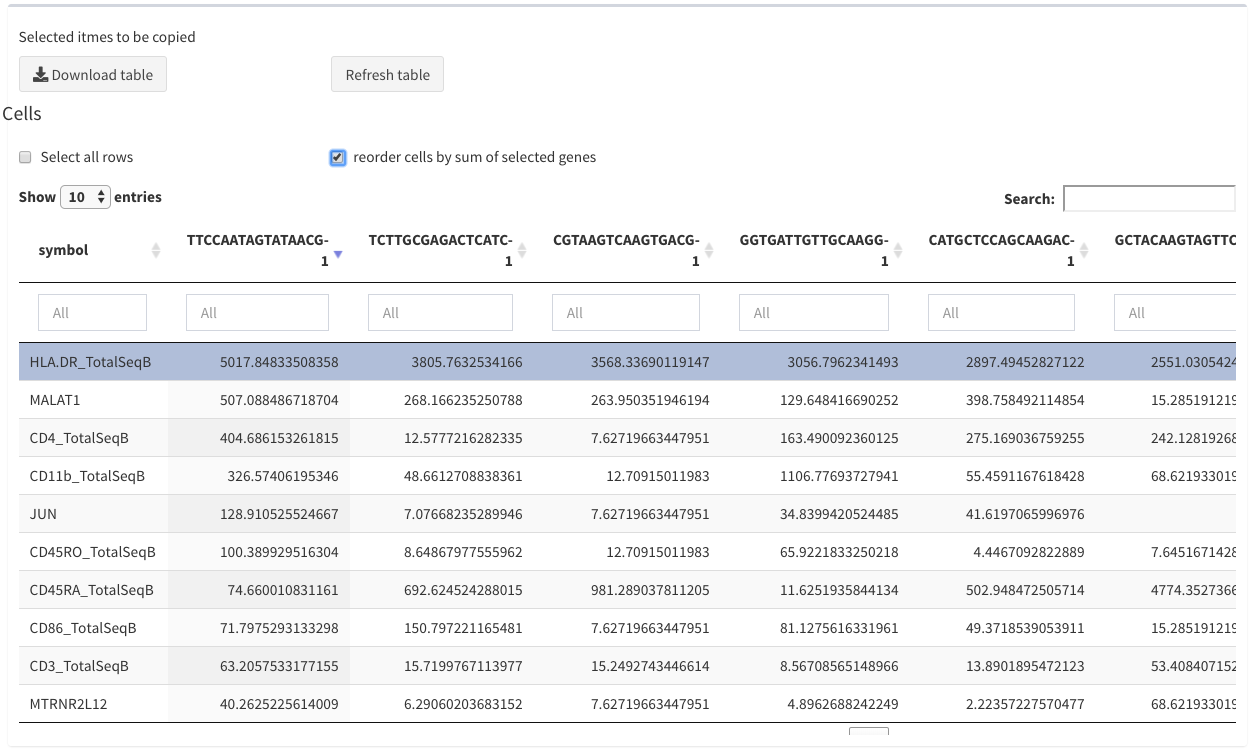 Selected itmes to be copied
Download table Refresh table
Cells
Select all rows reorder cells by sum of selected genes
Show 10 entries Search:
symbol TTCCAATAGTATAACG-1 TCTTGCGAGACTCATC-1 CGTAAGTCAAGTGACG-1 GGTGATTGTTGCAAGG-1 CATGCTCCAGCAAGAC-1 GCTACAAGTAGTTC
All All All All All All
HLA.DR_TotalSeqB 5017.84833508358 3805.7632534166 3568.33690119147 3056.7962341493 2897.49452827122 2551.0305424
MALAT1 507.088486718704 268.166235250788 263.950351946194 129.648416690252 398.758492114854 15.285191219
CD4_TotalSeqB 404.686153261815 12.5777216282335 7.62719663447951 163.490092360125 275.169036759255 242.12819268
CD11b_TotalSeqB 326.57406195346 48.6612708838361 12.70915011983 1106.77693727941 55.4591167618428 68.621933019
JUN 128.910525524667 7.07668235289946 7.62719663447951 34.8399420524485 41.6197065996976
CD45RO_TotalSeqB 100.389929516304 8.64867977555962 12.70915011983 65.9221833250218 4.4467092822889 7.6451671428
CD45RA_TotalSeqB 74.660010831161 692.624524288015 981.289037811205 11.6251935844134 502.948472505714 4774.3527366
CD86_TotalSeqB 71.7975293133298 150.797221165481 7.62719663447951 81.1275616331961 49.3718539053911 15.285191219
CD3_TotalSeqB 63.2057533177155 15.7199767113977 15.2492743446614 8.56708565148966 13.8901895472123 53.408407152
MTRNR2L12 40.2625225614009 6.29060203683152 7.62719663447951 4.8962688242249 2.22357227570477 68.621933019